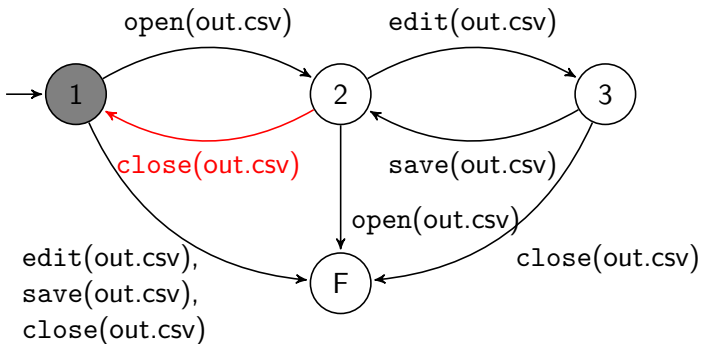 open(out.csv)
edit(out.csv)
1
2
3
close(out.csv)
save(out.csv)
open(out.csv)
edit(out.csv),
save(out.csv),
close(out.csv)
F
close(out.csv)